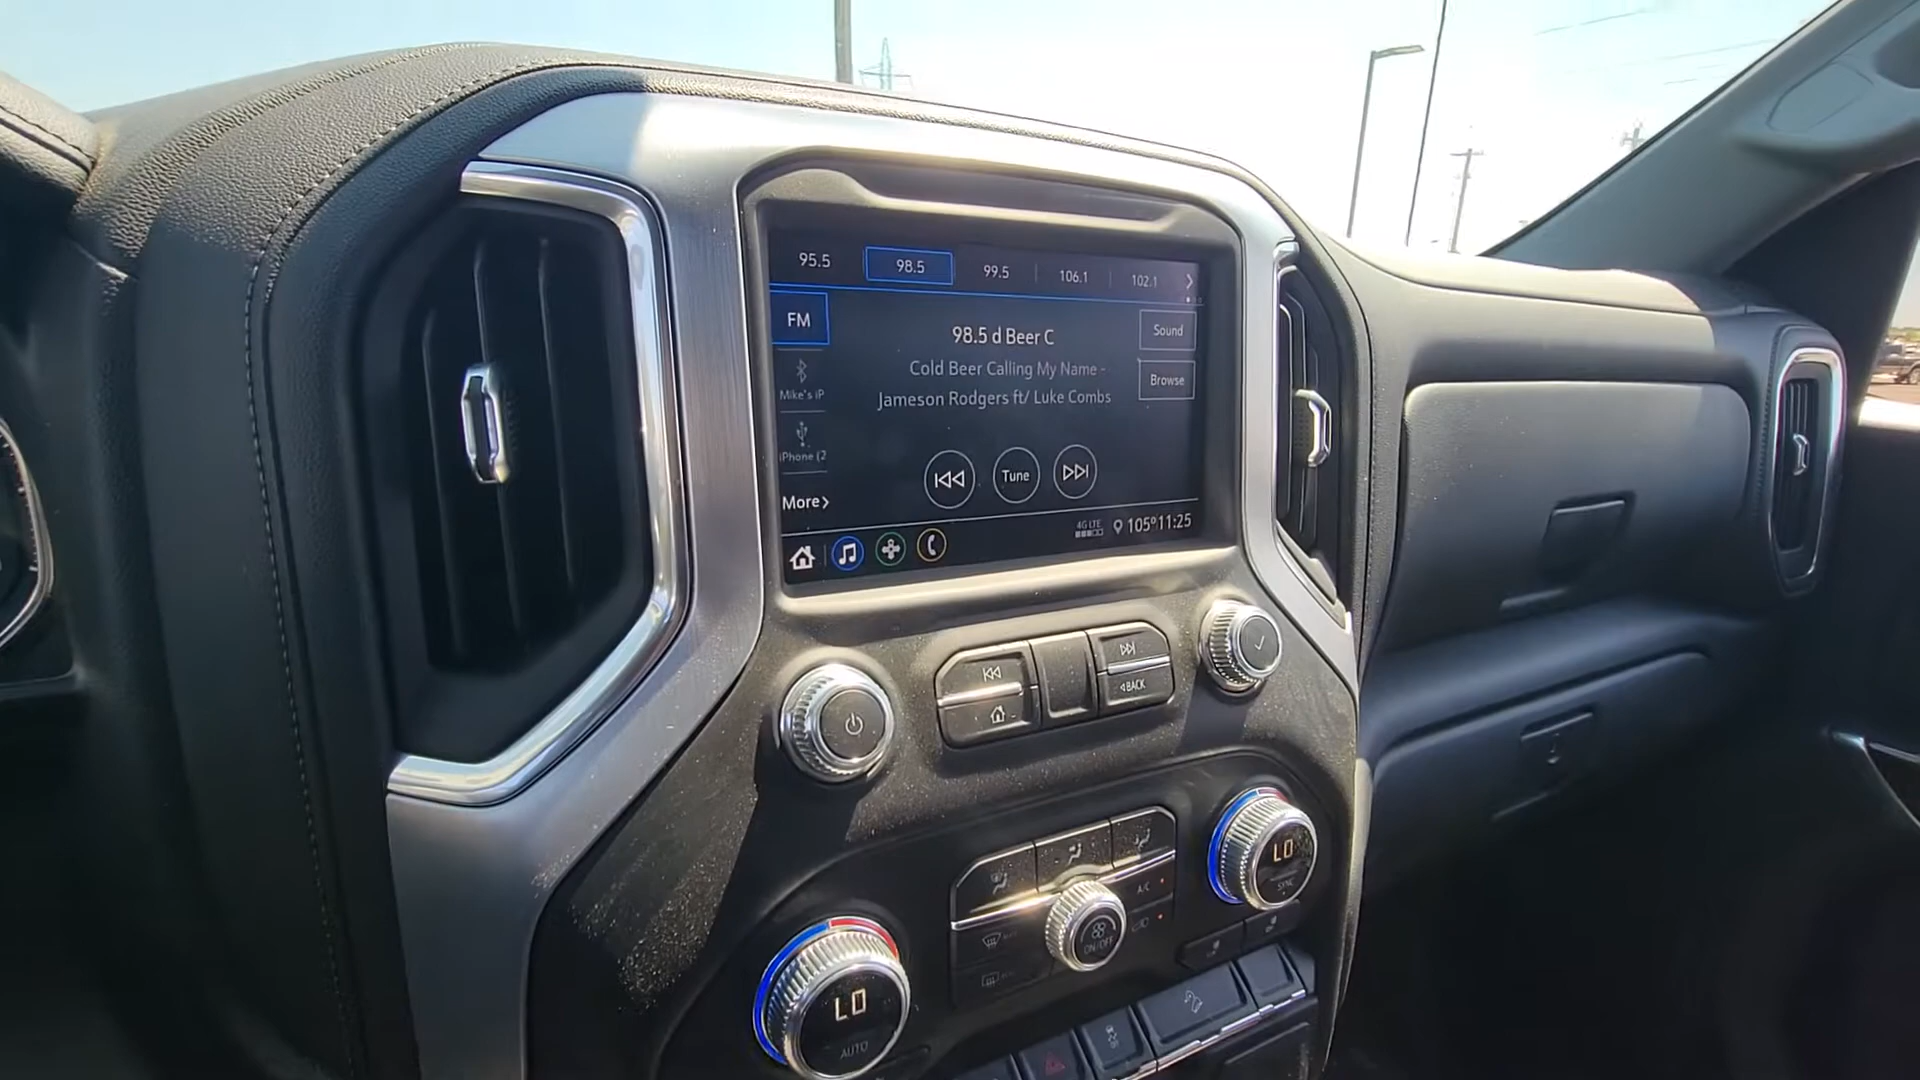 95.5
98.5
99.5
106.1
102.1
FM
98.5 d Beer C
Sound
Cold Beer Calling My Name -
Jameson Rodgers ft/ Luke Combs
Browse
Mike's iP
iPhone (2
Tune
More
4G LTE
105° 11:25
BACK
LO
SYNC
A/C
ON/OFF
LO
AUTO